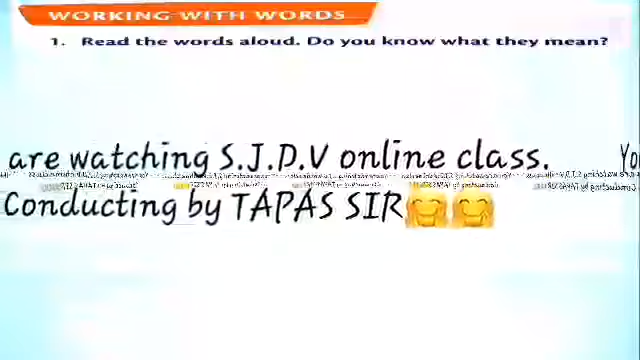 WORKING WITH WORDS
1. Read the words aloud. Do you know what they mean?
are watching S.J.D.V online class. Yo
Conducting by TAPAS SIR🤗🤗